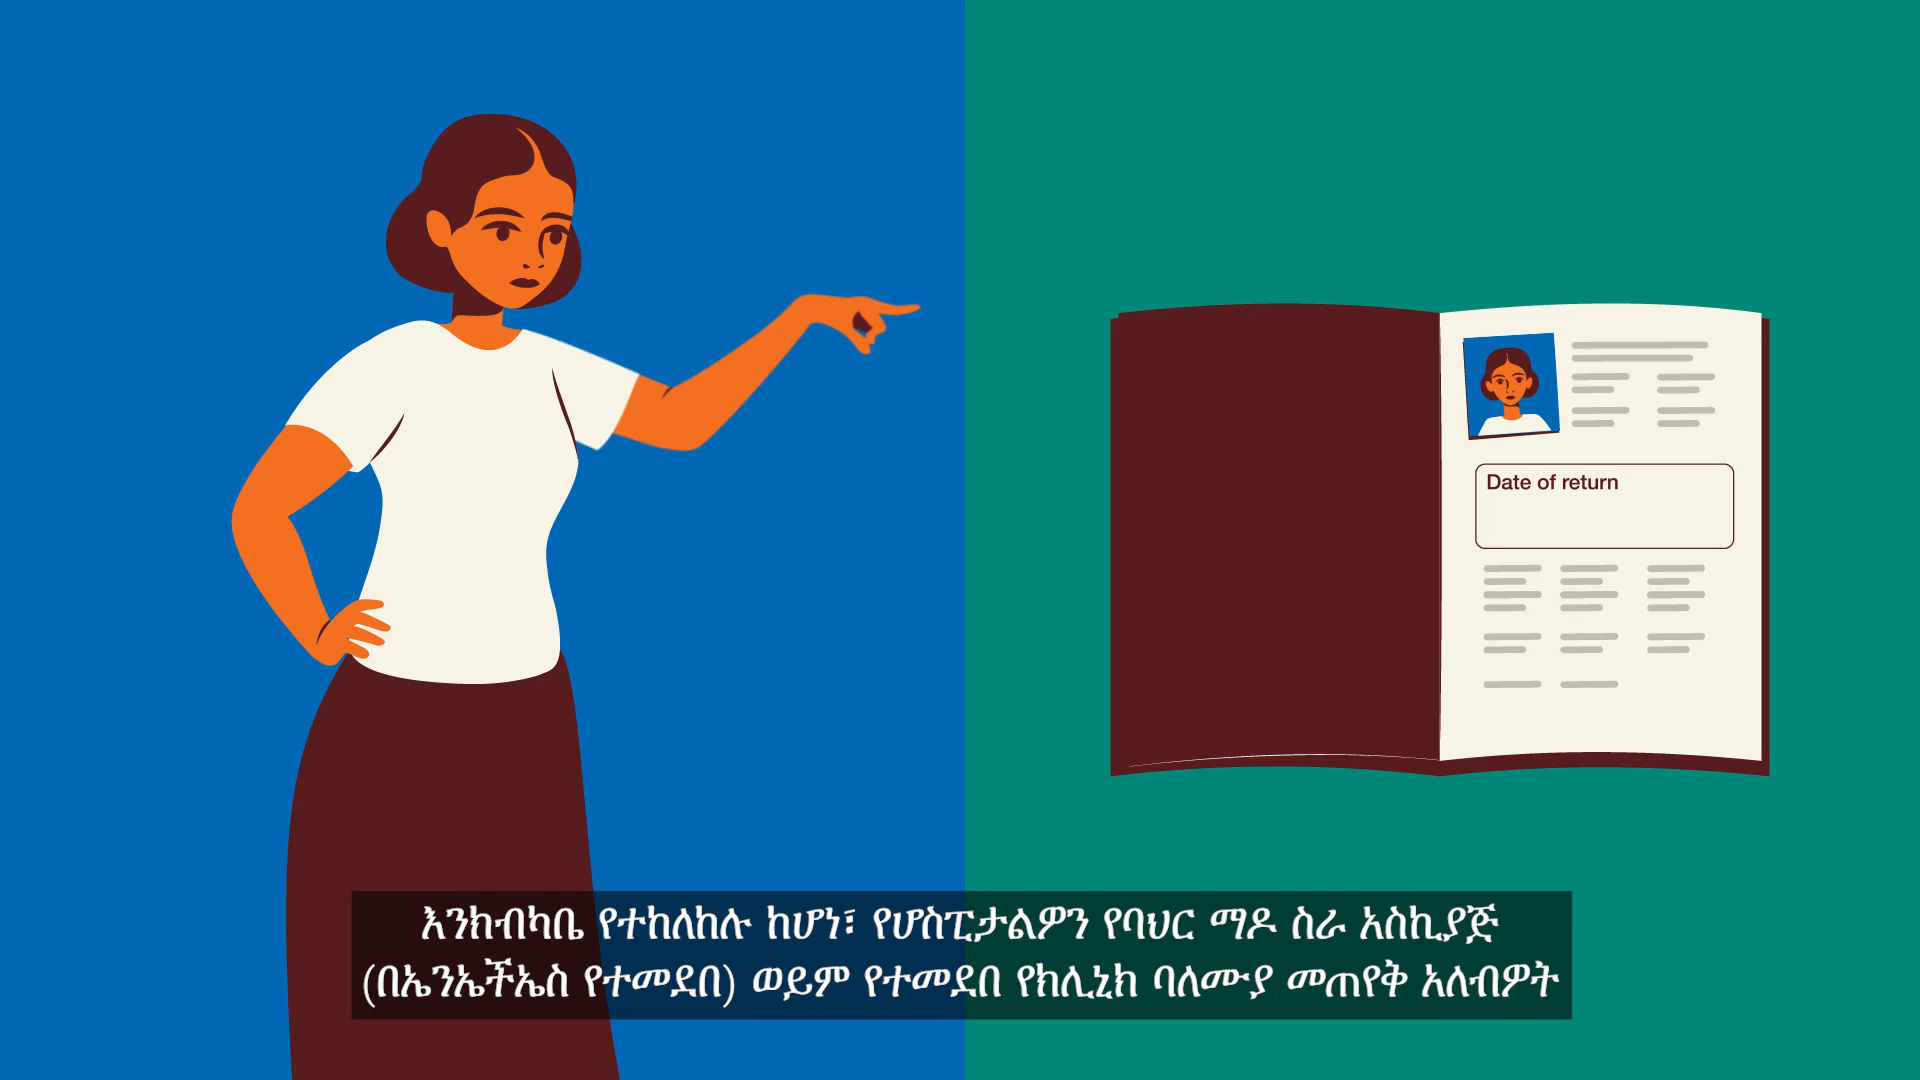 Date of return
እንክብካቤ የተከለከሉ ከሆነ፣ የሆስፒታልዎን የባህር ማዶ ስራ አስኪያጅ
(በኤንኤችኤስ የተመደበ) ወይም የተመደበ የክሊኒክ ባለሙያ መጠየቅ አለብዎት